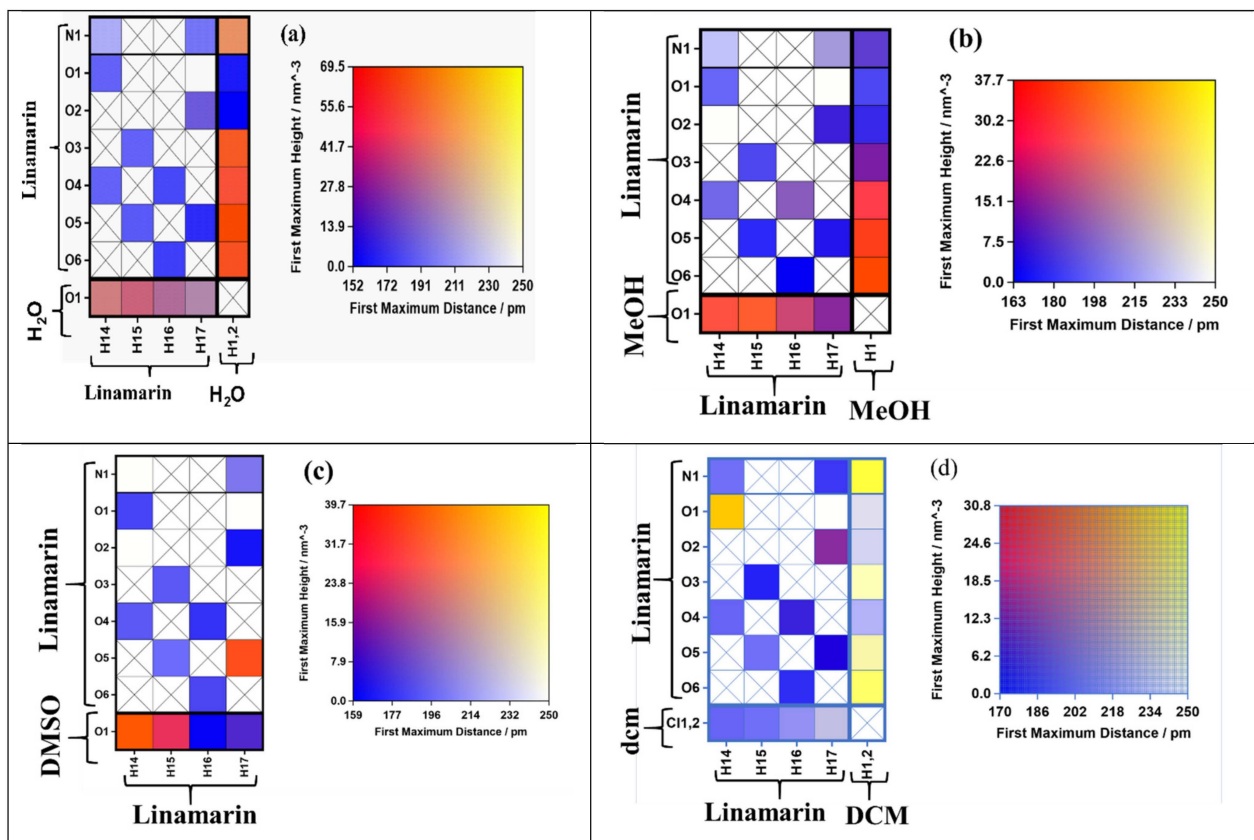 (a)
Linamarin
N1
O1
O2
O3
O4
O5
O6
H₂O
O1
H14
H15
H16
H17
H1,2
Linamarin
H₂O
First Maximum Height / nm^-3
69.5
55.6
41.7
27.8
13.9
0.0
152 172 191 211 230 250
First Maximum Distance / pm
(b)
Linamarin
N1
O1
O2
O3
O4
O5
O6
MeOH
O1
H14
H15
H16
H17
H1
Linamarin
MeOH
First Maximum Height / nm^-3
37.7
30.2
22.6
15.1
7.5
0.0
163 180 198 215 233 250
First Maximum Distance / pm
(c)
Linamarin
N1
O1
O2
O3
O4
O5
O6
DMSO
O1
H14
H15
H16
H17
Linamarin
First Maximum Height / nm^-3
39.7
31.7
23.8
15.9
7.9
0.0
159 177 196 214 232 250
First Maximum Distance / pm
(d)
Linamarin
N1
O1
O2
O3
O4
O5
O6
dcm
Cl1,2
H14
H15
H16
H17
H1,2
Linamarin
DCM
First Maximum Height / nm^-3
30.8
24.6
18.5
12.3
6.2
0.0
170 186 202 218 234 250
First Maximum Distance / pm